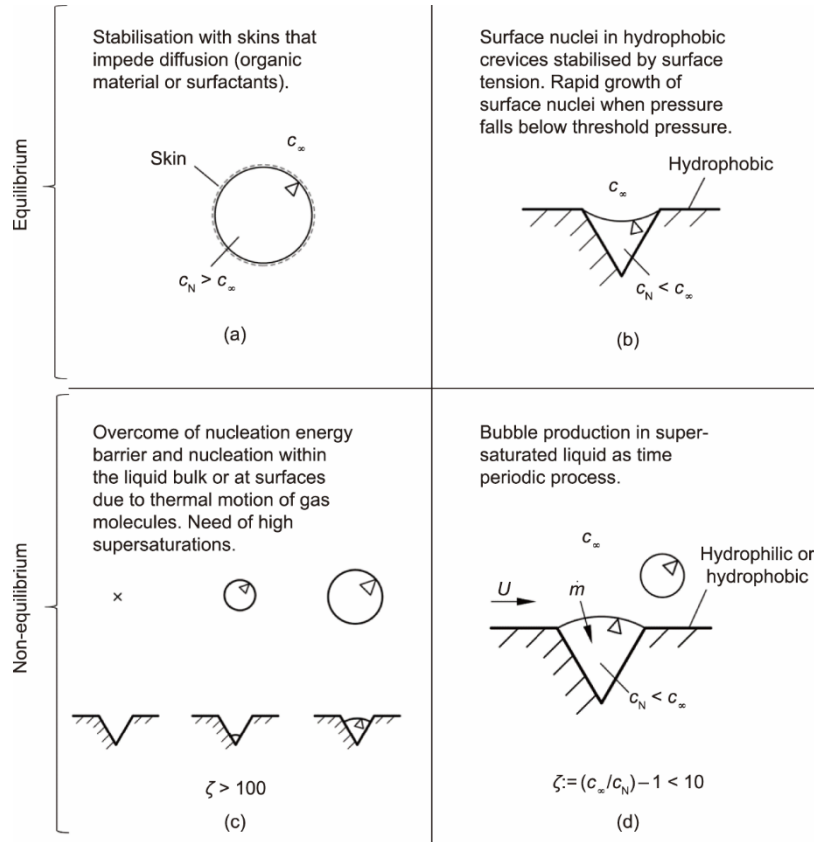 Equilibrium
Stabilisation with skins that
impede diffusion (organic
material or surfactants).
c∞
Skin
cN > c∞
(a)
Surface nuclei in hydrophobic
crevices stabilised by surface
tension. Rapid growth of
surface nuclei when pressure
falls below threshold pressure.
Hydrophobic
c∞
cN < c∞
(b)
Non-equilibrium
Overcome of nucleation energy
barrier and nucleation within
the liquid bulk or at surfaces
due to thermal motion of gas
molecules. Need of high
supersaturations.
ζ > 100
(c)
Bubble production in super-
saturated liquid as time
periodic process.
c∞
Hydrophilic or
hydrophobic
U
ṁ
cN < c∞
ζ:= (c∞/cN) – 1 < 10
(d)